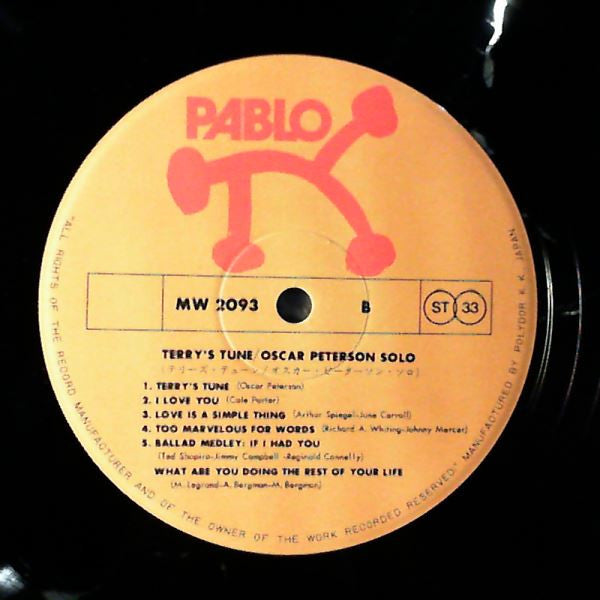 PABLO
MW 2093
B
ST 33
TERRY'S TUNE/OSCAR PETERSON SOLO
(テリーズ・チューン/オスカー・ピーターソン・ソロ)
1. TERRY'S TUNE (Oscar Peterson)
2. I LOVE YOU (Cole Porter)
3. LOVE IS A SIMPLE THING (Arthur Spiegel-June Carroll)
4. TOO MARVELOUS FOR WORDS (Richard A. Whiting-Johnny Mercer)
5. BALLAD MEDLEY: IF I HAD YOU
(Ted Shapiro-Jimmy Campbell -Reginald Connelly)
WHAT ARE YOU DOING THE REST OF YOUR LIFE
(M. Legrand-A. Bergman-M. Bergman)
"ALL RIGHTS OF THE RECORD MANUFACTURER AND OF THE OWNER OF THE WORK RECORDED RESERVED." MANUFACTURED BY POLYDOR K. K. JAPAN